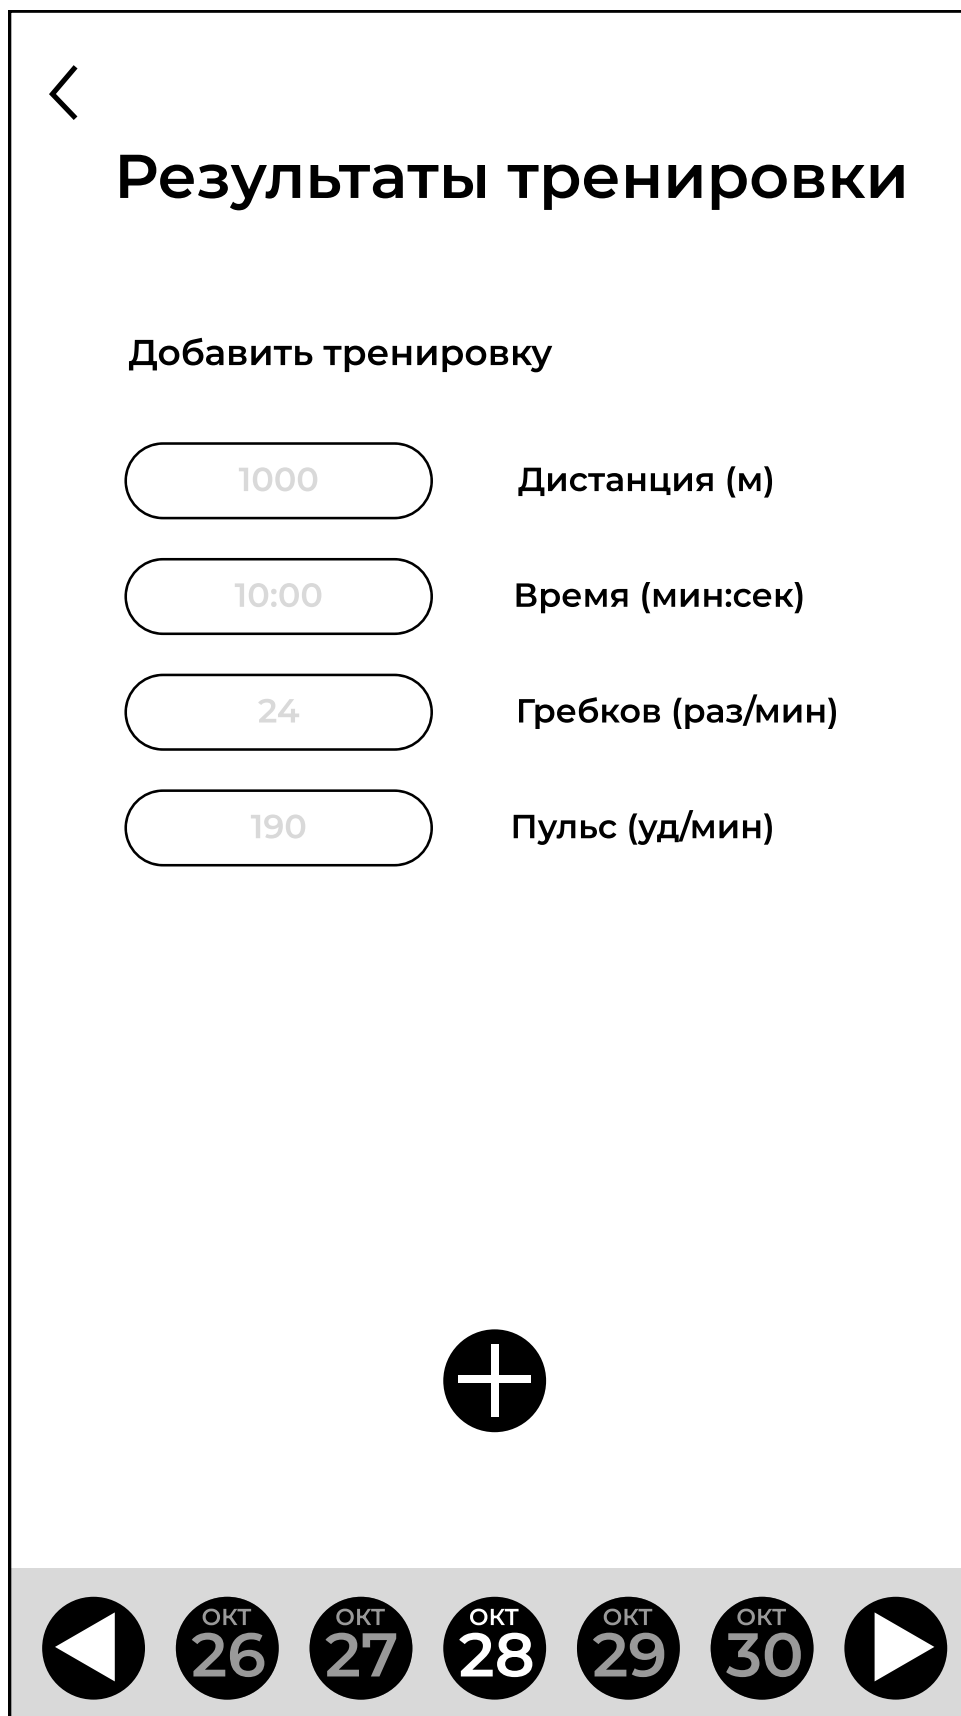 Результаты тренировки
Добавить тренировку
1000 Дистанция (м)
10:00 Время (мин:сек)
24 Гребков (раз/мин)
190 Пульс (уд/мин)
ОКТ ОКТ ОКТ ОКТ ОКТ
26 27 28 29 30